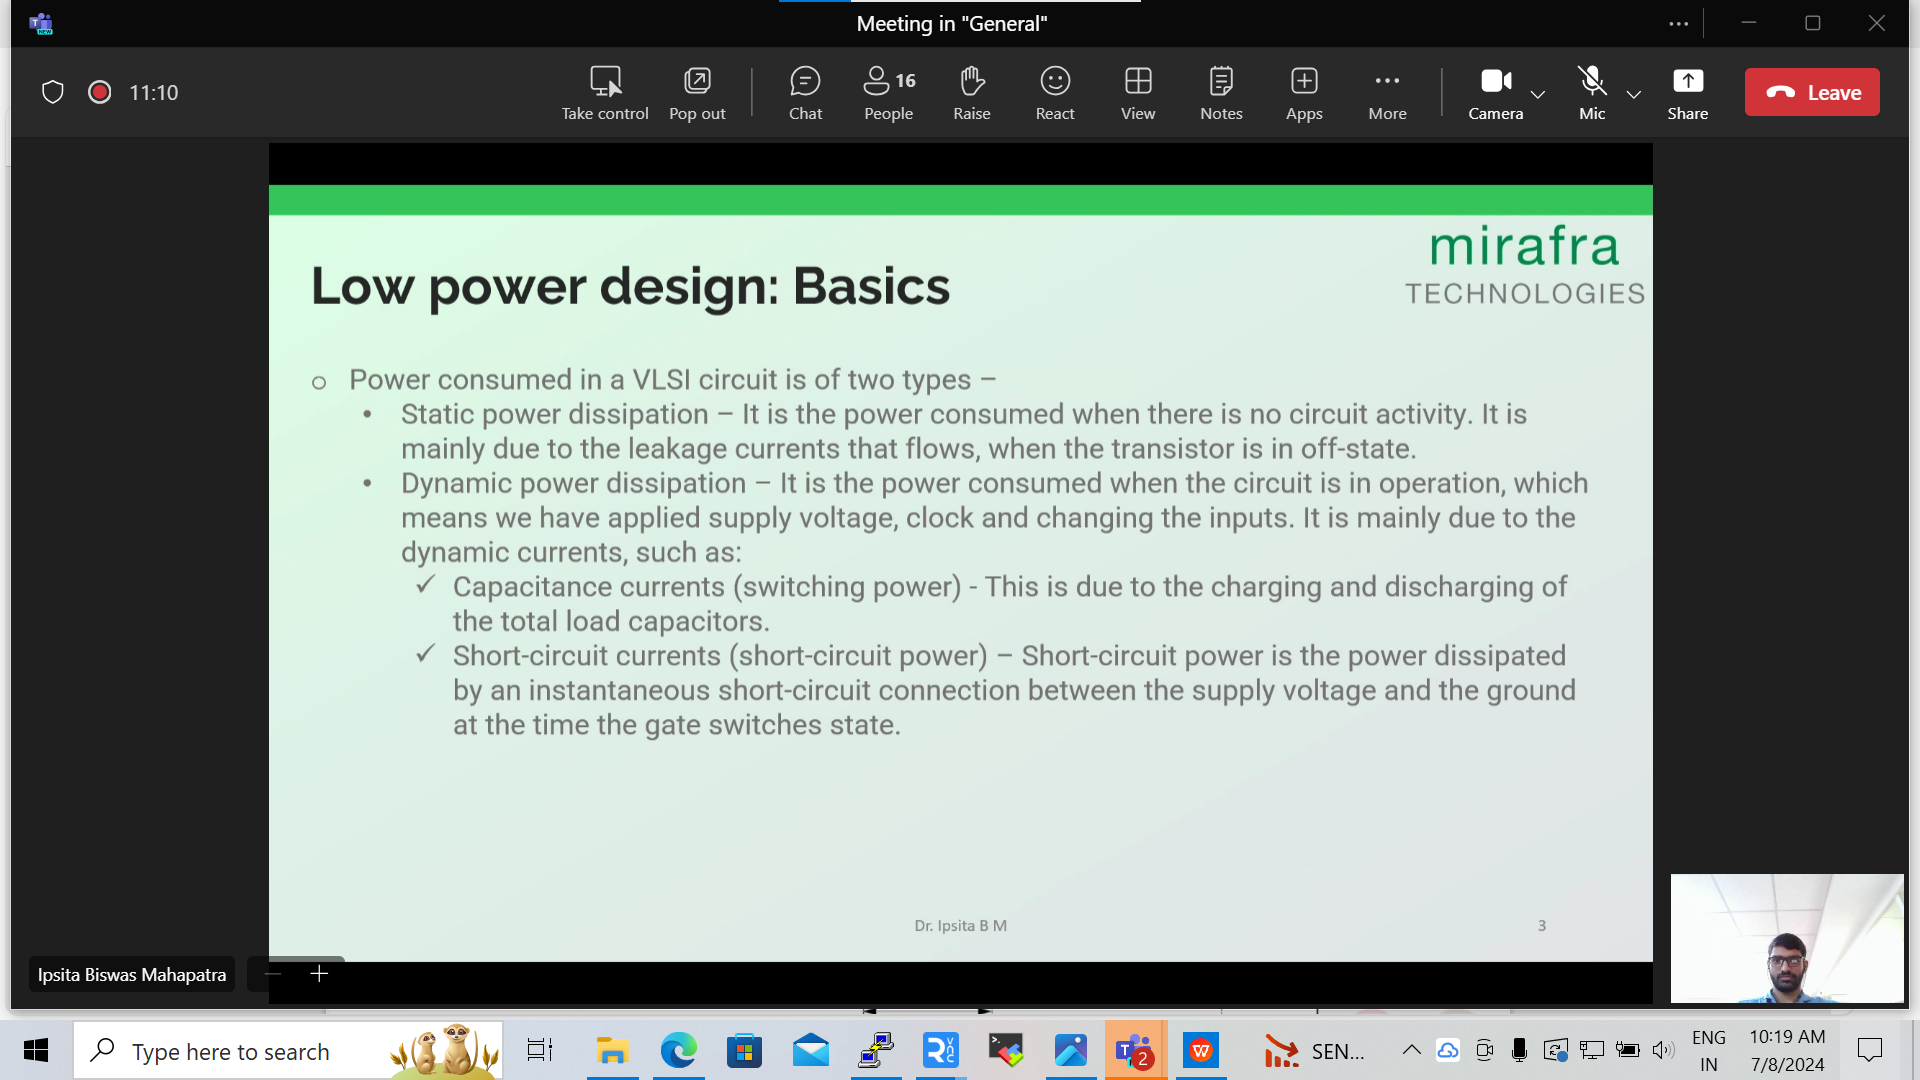 Meeting in "General"
11:10
Take control
Pop out
Chat
16
People
Raise
React
View
Notes
Apps
More
Camera
Mic
Share
Leave
mirafra
TECHNOLOGIES
Low power design: Basics
Power consumed in a VLSI circuit is of two types –
Static power dissipation – It is the power consumed when there is no circuit activity. It is
mainly due to the leakage currents that flows, when the transistor is in off-state.
Dynamic power dissipation – It is the power consumed when the circuit is in operation, which
means we have applied supply voltage, clock and changing the inputs. It is mainly due to the
dynamic currents, such as:
Capacitance currents (switching power) - This is due to the charging and discharging of
the total load capacitors.
Short-circuit currents (short-circuit power) – Short-circuit power is the power dissipated
by an instantaneous short-circuit connection between the supply voltage and the ground
at the time the gate switches state.
Dr. Ipsita B M
3
Ipsita Biswas Mahapatra
Type here to search
2
SEN...
ENG
IN
10:19 AM
7/8/2024